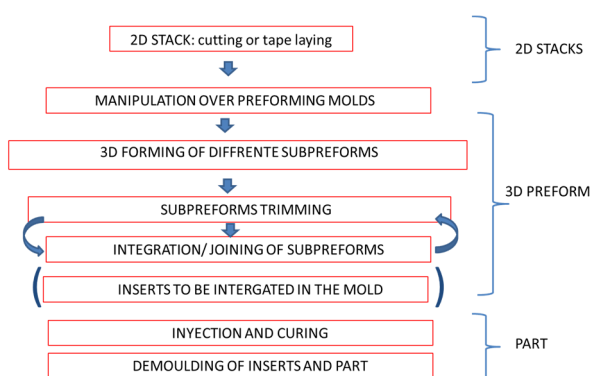 2D STACK: cutting or tape laying
2D STACKS
MANIPULATION OVER PREFORMING MOLDS
3D FORMING OF DIFFRENTE SUBPREFORMS
3D PREFORM
SUBPREFORMS TRIMMING
INTEGRATION/JOINING OF SUBPREFORMS
INSERTS TO BE INTERGATED IN THE MOLD
INYECTION AND CURING
PART
DEMOULDING OF INSERTS AND PART